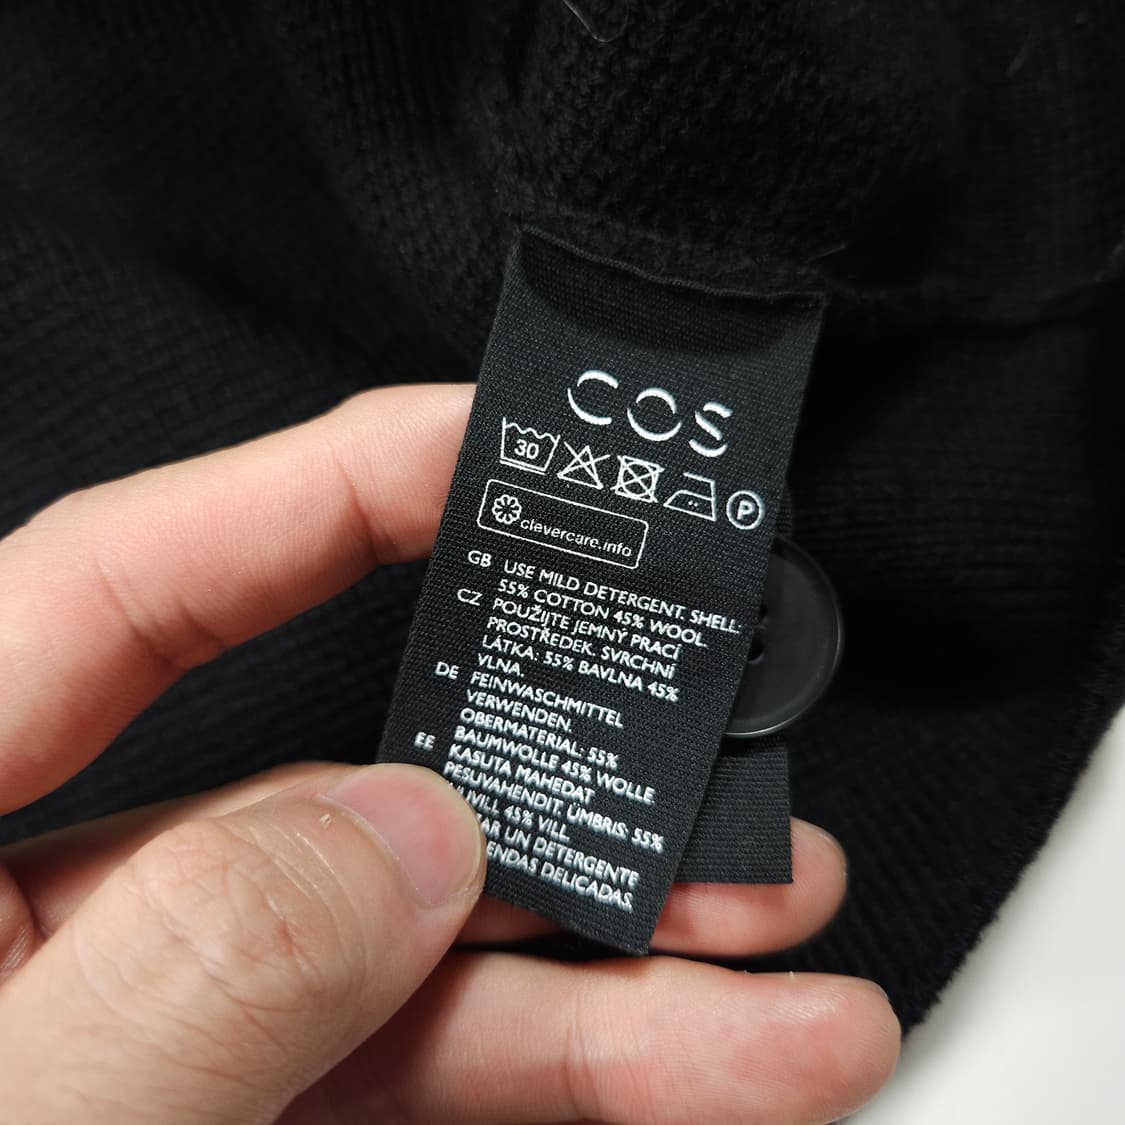 COS
30
P
clevercare.info
GB USE MILD DETERGENT. SHELL:
55% COTTON 45% WOOL.
CZ POUŽIJTE JEMNÝ PRACÍ
PROSTŘEDEK. SVRCHNÍ
LÁTKA: 55% BAVLNA 45%
VLNA.
DE FEINWASCHMITTEL
VERWENDEN.
OBERMATERIAL: 55%
BAUMWOLLE 45% WOLLE
EE KASUTA MAHEDAT
PESUVAHENDIT. ÜMBRIS: 55%
45% VILL
UN DETERGENTE
DELICADAS.